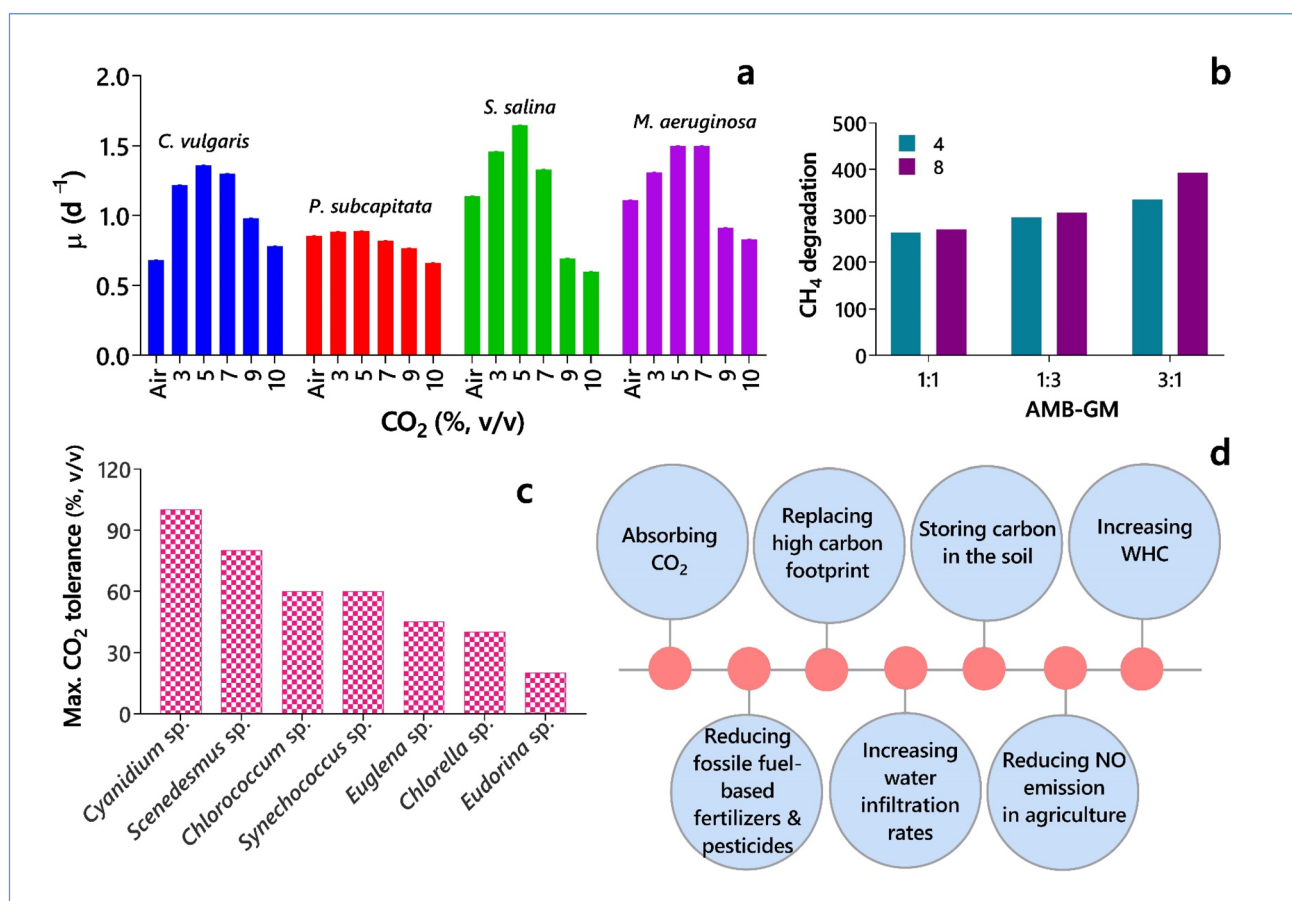 a
2.0
1.5
1.0
0.5
0.0
μ (d ⁻¹)
C. vulgaris
P. subcapitata
S. salina
M. aeruginosa
Air 3 5 7 9 10 Air 3 5 7 9 10 Air 3 5 7 9 10 Air 3 5 7 9 10
CO₂ (%, v/v)
b
500
400
300
200
100
0
CH₄ degradation
4
8
1:1 1:3 3:1
AMB-GM
c
120
90
60
30
0
Max. CO₂ tolerance (%, v/v)
Cyanidium sp.
Scenedesmus sp.
Chlorococcum sp.
Synechococcus sp.
Euglena sp.
Chlorella sp.
Eudorina sp.
d
Absorbing
CO₂
Replacing
high carbon
footprint
Storing carbon
in the soil
Increasing
WHC
Reducing
fossile fuel-
based
fertilizers &
pesticides
Increasing
water
infiltration
rates
Reducing NO
emission
in agriculture